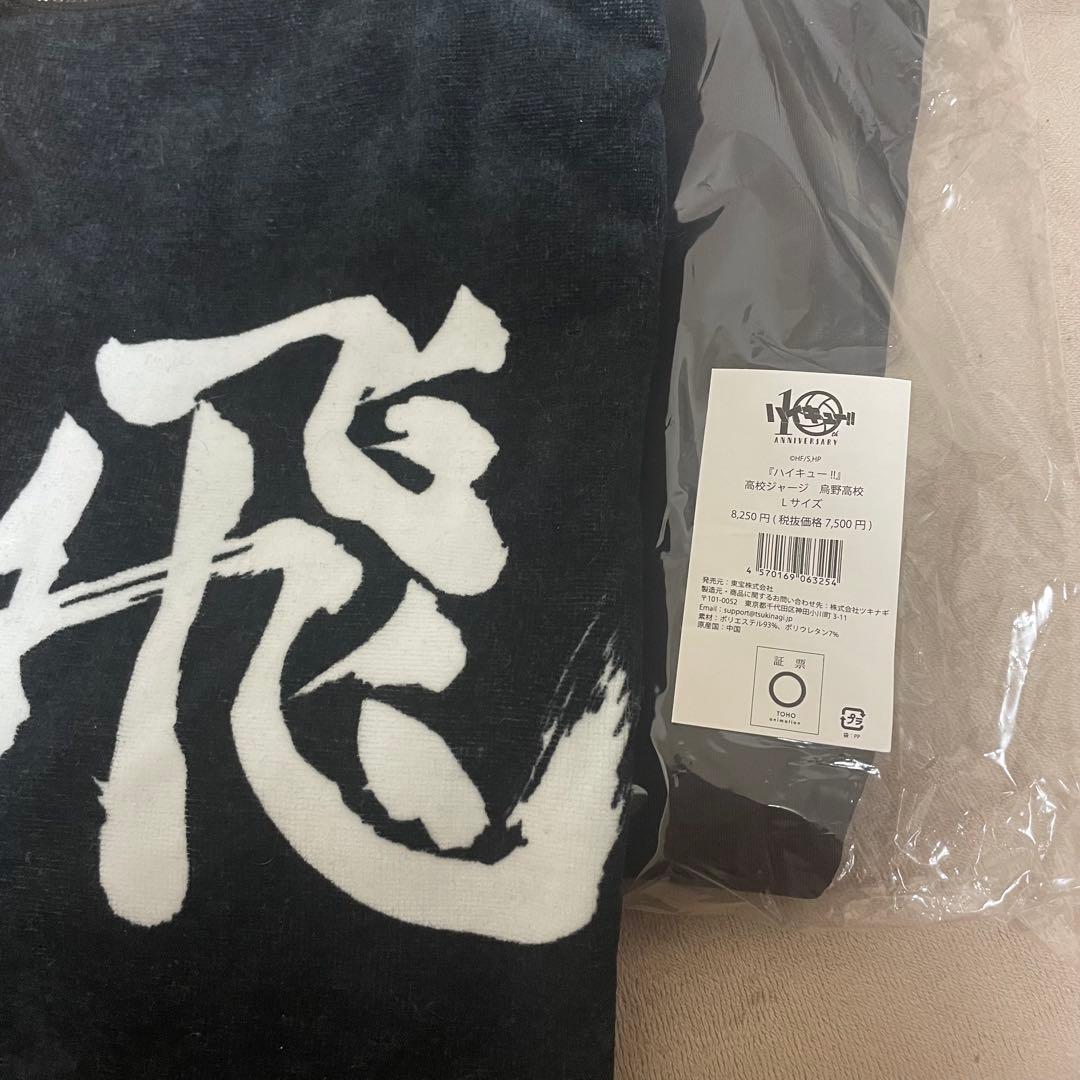 飛
ハイキュー!!
10th
ANNIVERSARY
©HF/S,HP
『ハイキュー!!』
高校ジャージ　烏野高校
Lサイズ
8,250円(税抜価格7,500円)
4 570169 063254
発売元：東宝株式会社
製造元・商品に関するお問い合わせ先：株式会社ツキナギ
〒101-0052　東京都千代田区神田小川町3-11
Email：support@tsukinagi.jp
素材：ポリエステル93%、ポリウレタン7%
原産国：中国
証票
TOHO
animation
プラ
袋：PP